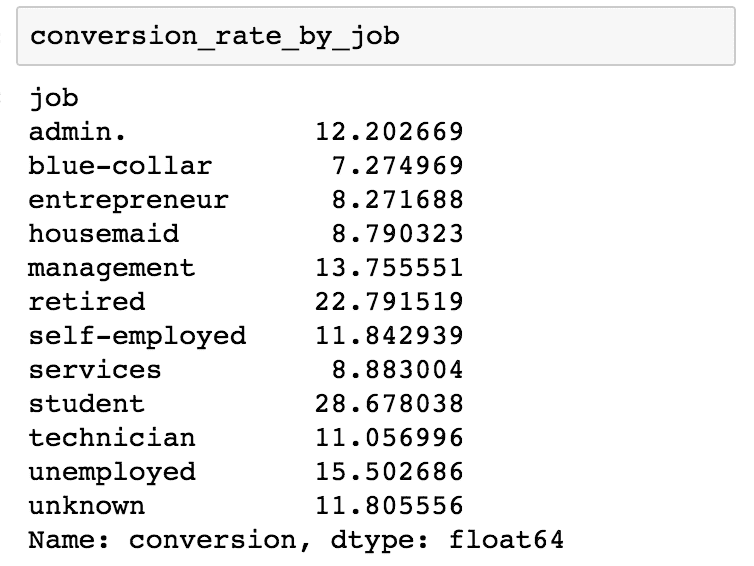 conversion_rate_by_job
job
admin. 12.202669
blue-collar 7.274969
entrepreneur 8.271688
housemaid 8.790323
management 13.755551
retired 22.791519
self-employed 11.842939
services 8.883004
student 28.678038
technician 11.056996
unemployed 15.502686
unknown 11.805556
Name: conversion, dtype: float64